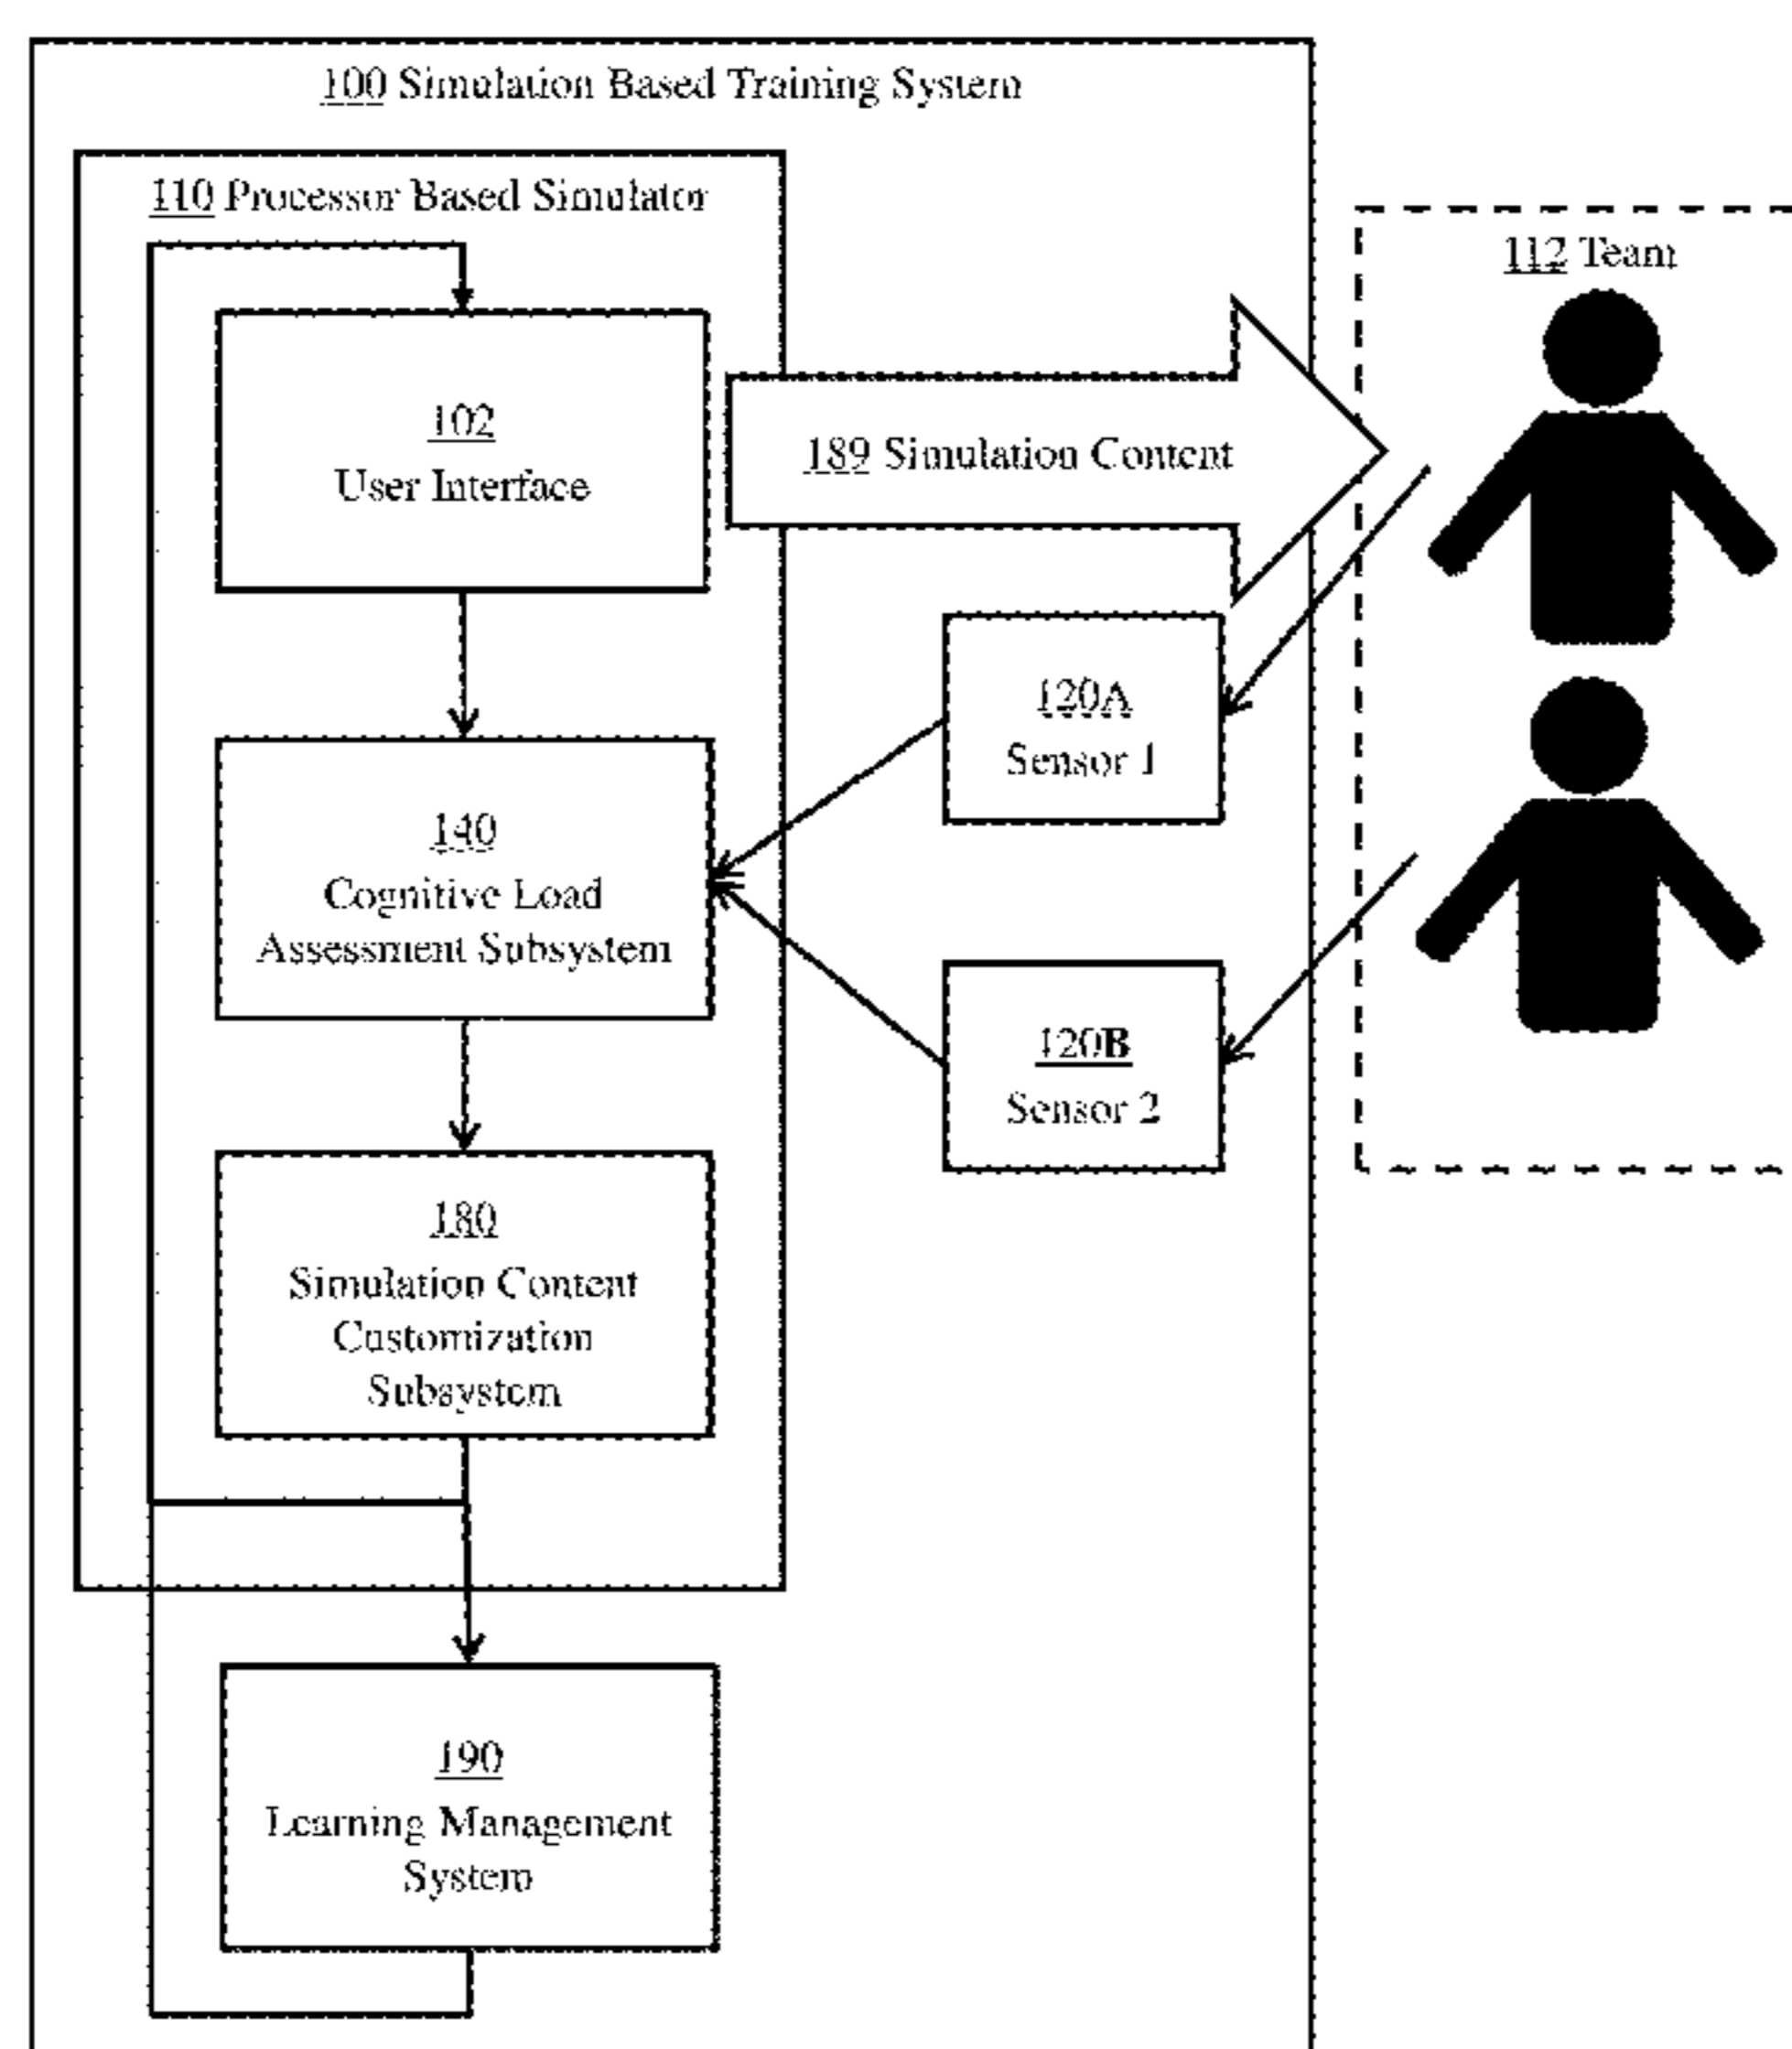 100 Simulation Based Training System
110 Processor Based Simulator
112 Team
102
User Interface
189 Simulation Content
120A
Sensor 1
140
Cognitive Load
Assessment Subsystem
120B
Sensor 2
180
Simulation Content
Customization
Subsystem
190
Learning Management
System